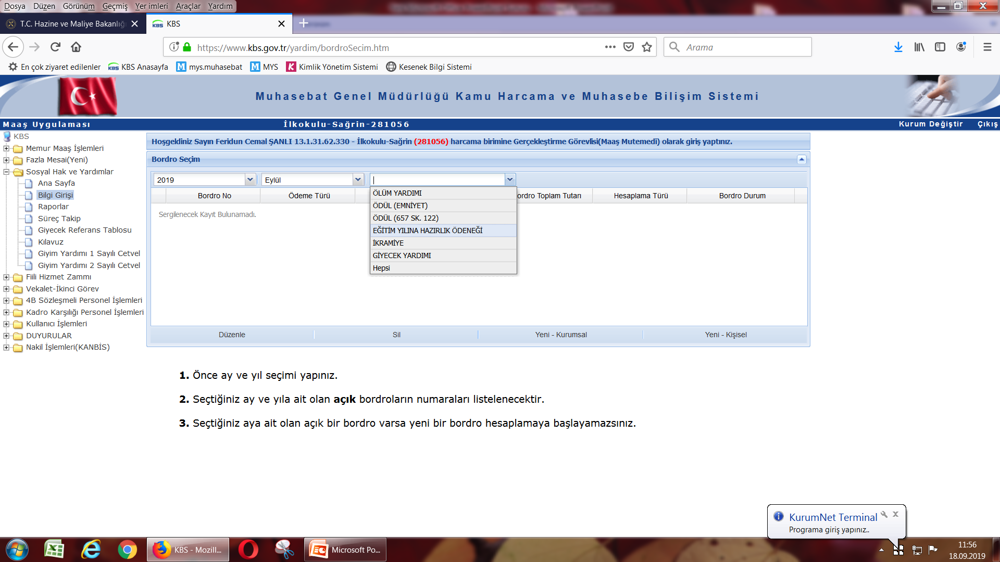 Dosya Düzen Görünüm Geçmiş Yer imleri Araçlar Yardım
T.C. Hazine ve Maliye Bakanlığı
KBS
https://www.kbs.gov.tr/yardim/bordroSecim.htm
Arama
En çok ziyaret edilenler KBS Anasayfa mys.muhasebat MYS Kimlik Yönetim Sistemi Kesenek Bilgi Sistemi
Muhasebat Genel Müdürlüğü Kamu Harcama ve Muhasebe Bilişim Sistemi
Maaş Uygulaması İlkokulu-Sağrin-281056 Kurum Değiştir Çıkış
KBS
Memur Maaş İşlemleri
Fazla Mesai(Yeni)
Sosyal Hak ve Yardımlar
Ana Sayfa
Bilgi Girişi
Raporlar
Süreç Takip
Giyecek Referans Tablosu
Kılavuz
Giyim Yardımı 1 Sayılı Cetvel
Giyim Yardımı 2 Sayılı Cetvel
Fiili Hizmet Zammı
Vekalet-İkinci Görev
4B Sözleşmeli Personel İşlemleri
Kadro Karşılığı Personel İşlemleri
Kullanıcı İşlemleri
DUYURULAR
Nakil İşlemleri(KANBİS)
Hoşgeldiniz Sayın Feridun Cemal ŞANLI 13.1.31.62.330 - İlkokulu-Sağrin (281056) harcama birimine Gerçekleştirme Görevlisi(Maaş Mutemedi) olarak giriş yaptınız.
Bordro Seçim
2019 Eylül
Bordro No Ödeme Türü ordro Toplam Tutarı Hesaplama Türü Bordro Durum
Sergilenecek Kayıt Bulunamadı.
ÖLÜM YARDIMI
ÖDÜL (EMNİYET)
ÖDÜL (657 SK. 122)
EĞİTİM YILINA HAZIRLIK ÖDENEĞİ
İKRAMİYE
GİYECEK YARDIMI
Hepsi
Düzenle Sil Yeni - Kurumsal Yeni - Kişisel
1. Önce ay ve yıl seçimi yapınız.
2. Seçtiğiniz ay ve yıla ait olan açık bordroların numaraları listelenecektir.
3. Seçtiğiniz aya ait olan açık bir bordro varsa yeni bir bordro hesaplamaya başlayamazsınız.
KurumNet Terminal
Programa giriş yapınız..
KBS - Mozill... Microsoft Po...
11:56
18.09.2019